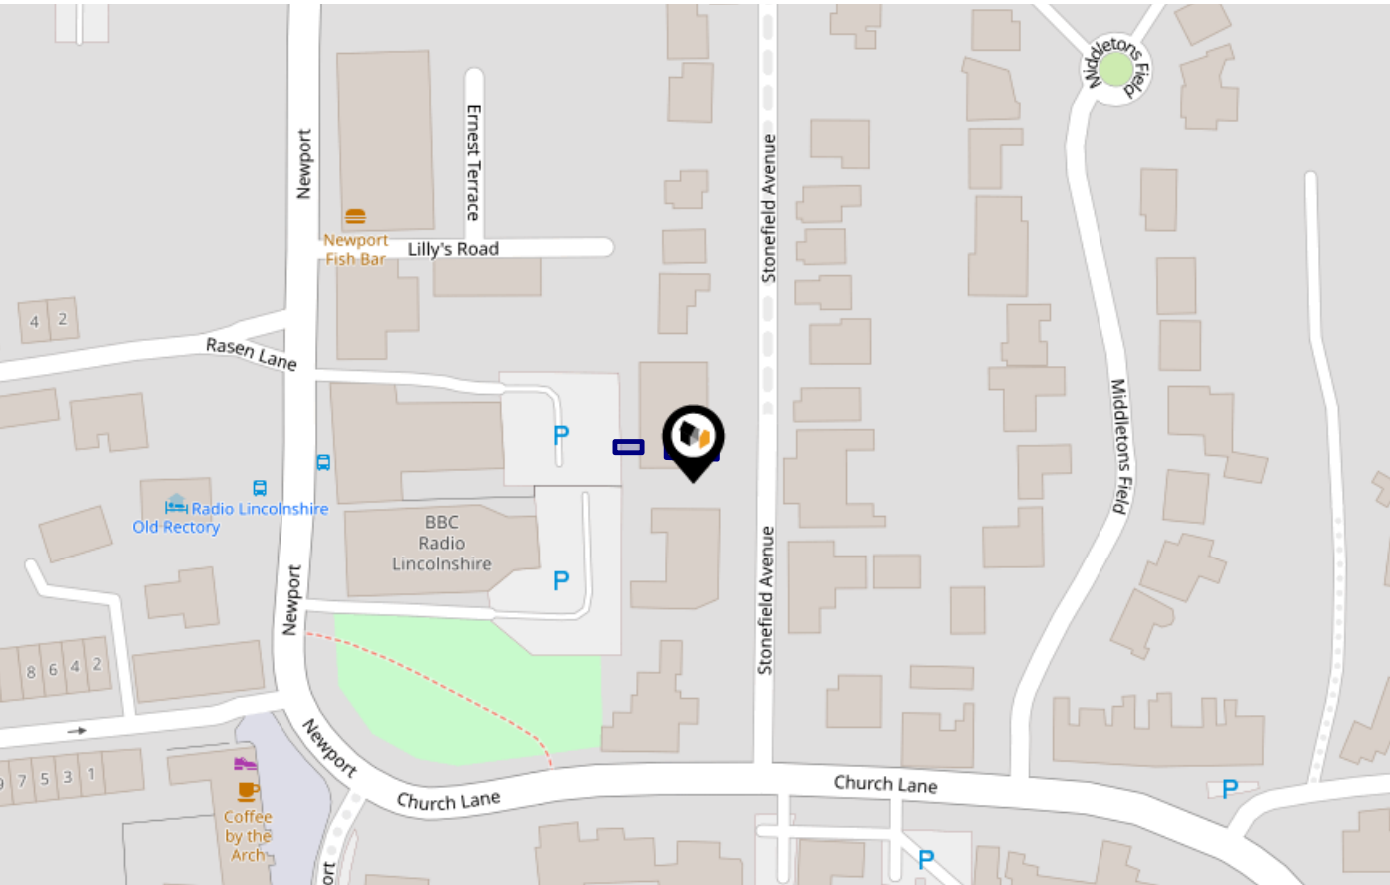 Middletons Field
Newport
Ernest Terrace
Stonefield Avenue
Newport
Fish Bar
Lilly's Road
4 2
Rasen Lane
Middletons Field
P
Radio Lincolnshire
Old Rectory
BBC
Radio
Lincolnshire
P
Newport
Stonefield Avenue
8 6 4 2
Newport
9 7 5 3 1
Church Lane
Church Lane
P
Coffee
by the
Arch
P
ort